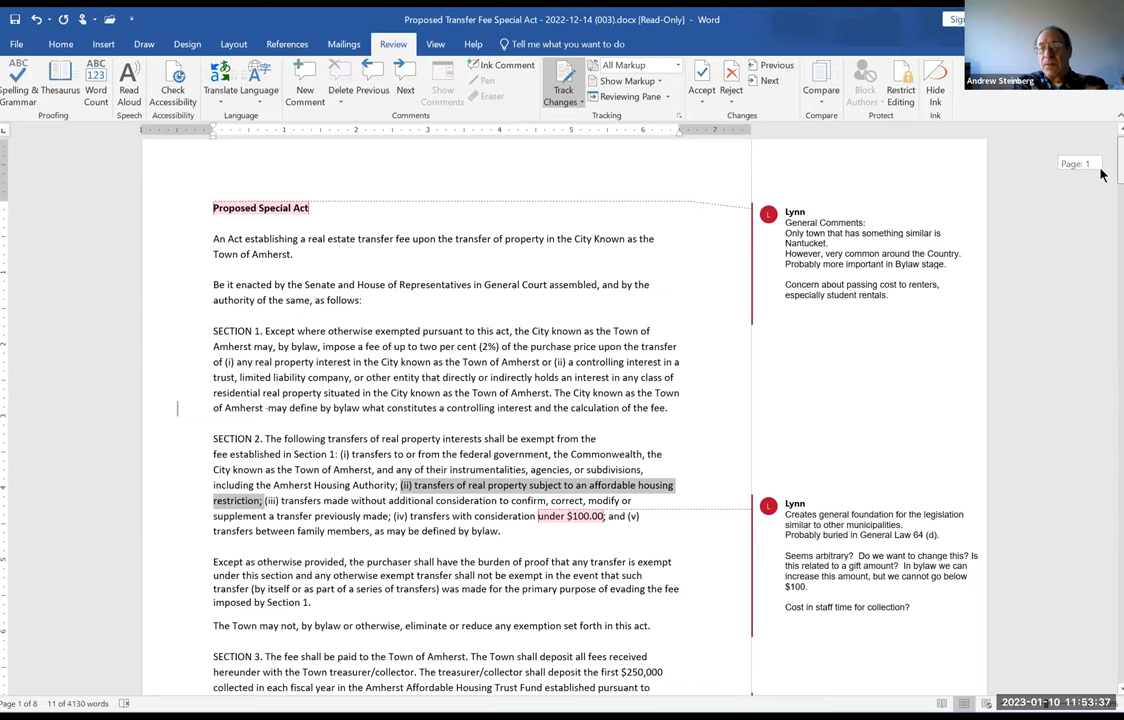 Proposed Transfer Fee Special Act - 2022-12-14 (003).docx [Read-Only] - Word
Sign
File Home Insert Draw Design Layout References Mailings Review View Help Tell me what you want to do
Andrew Steinberg
Spelling & Grammar
Thesaurus
ABC 123 Word Count
Read Aloud
Check Accessibility
Translate
Language
New Comment
Delete
Previous
Next
Show Comments
Ink Comment
Pen
Eraser
Track Changes
All Markup
Show Markup
Reviewing Pane
Accept
Reject
Previous
Next
Compare
Block Authors
Restrict Editing
Hide Ink
Proofing Speech Accessibility Language Comments Tracking Changes Compare Protect Ink
1 2 3 4 5 6 7
Page: 1
Proposed Special Act
An Act establishing a real estate transfer fee upon the transfer of property in the City Known as the
Town of Amherst.
Be it enacted by the Senate and House of Representatives in General Court assembled, and by the
authority of the same, as follows:
SECTION 1. Except where otherwise exempted pursuant to this act, the City known as the Town of
Amherst may, by bylaw, impose a fee of up to two per cent (2%) of the purchase price upon the transfer
of (i) any real property interest in the City known as the Town of Amherst or (ii) a controlling interest in a
trust, limited liability company, or other entity that directly or indirectly holds an interest in any class of
residential real property situated in the City known as the Town of Amherst. The City known as the Town
of Amherst may define by bylaw what constitutes a controlling interest and the calculation of the fee.
SECTION 2. The following transfers of real property interests shall be exempt from the
fee established in Section 1: (i) transfers to or from the federal government, the Commonwealth, the
City known as the Town of Amherst, and any of their instrumentalities, agencies, or subdivisions,
including the Amherst Housing Authority; (ii) transfers of real property subject to an affordable housing
restriction; (iii) transfers made without additional consideration to confirm, correct, modify or
supplement a transfer previously made; (iv) transfers with consideration under $100.00; and (v)
transfers between family members, as may be defined by bylaw.
Except as otherwise provided, the purchaser shall have the burden of proof that any transfer is exempt
under this section and any otherwise exempt transfer shall not be exempt in the event that such
transfer (by itself or as part of a series of transfers) was made for the primary purpose of evading the fee
imposed by Section 1.
The Town may not, by bylaw or otherwise, eliminate or reduce any exemption set forth in this act.
SECTION 3. The fee shall be paid to the Town of Amherst. The Town shall deposit all fees received
hereunder with the Town treasurer/collector. The treasurer/collector shall deposit the first $250,000
collected in each fiscal year in the Amherst Affordable Housing Trust Fund established pursuant to
L
Lynn
General Comments:
Only town that has something similar is
Nantucket.
However, very common around the Country.
Probably more important in Bylaw stage.
Concern about passing cost to renters,
especially student rentals.
L
Lynn
Creates general foundation for the legislation
similar to other municipalities.
Probably buried in General Law 64 (d).
Seems arbitrary? Do we want to change this? Is
this related to a gift amount? In bylaw we can
increase this amount, but we cannot go below
$100.
Cost in staff time for collection?
Page 1 of 8 11 of 4130 words
2023-01-10 11:53:37